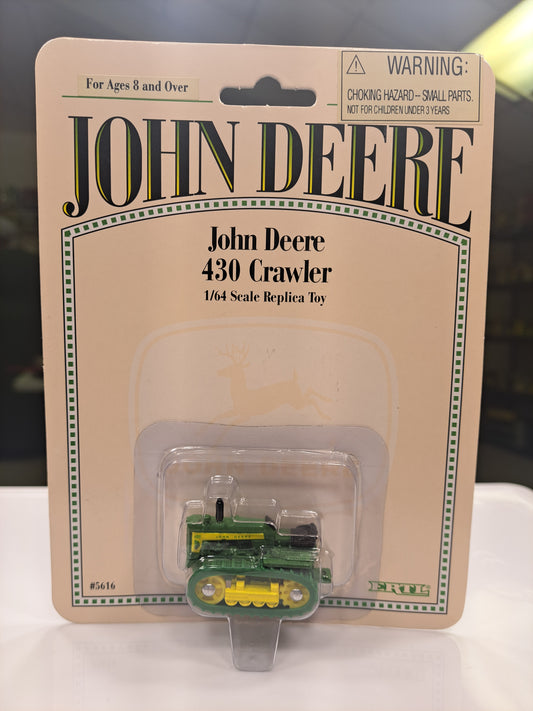 For Ages 8 and Over
WARNING:
CHOKING HAZARD – SMALL PARTS.
NOT FOR CHILDREN UNDER 3 YEARS
JOHN DEERE
John Deere
430 Crawler
1/64 Scale Replica Toy
JOHN DEERE
#5616
ERTL